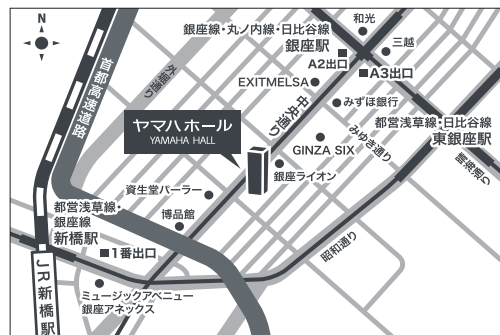 N
和光
銀座線・丸ノ内線・日比谷線
銀座駅
三越
A2出口
A3出口
外堀通り
首都高速道路
EXITMELSA
中央通り
みずほ銀行
都営浅草線・日比谷線
東銀座駅
ヤマハホール
YAMAHA HALL
GINZA SIX
みゆき通り
晴海通り
銀座ライオン
資生堂パーラー
都営浅草線・
銀座線
新橋駅
博品館
昭和通り
1番出口
JR新橋駅
ミュージックアベニュー
銀座アネックス